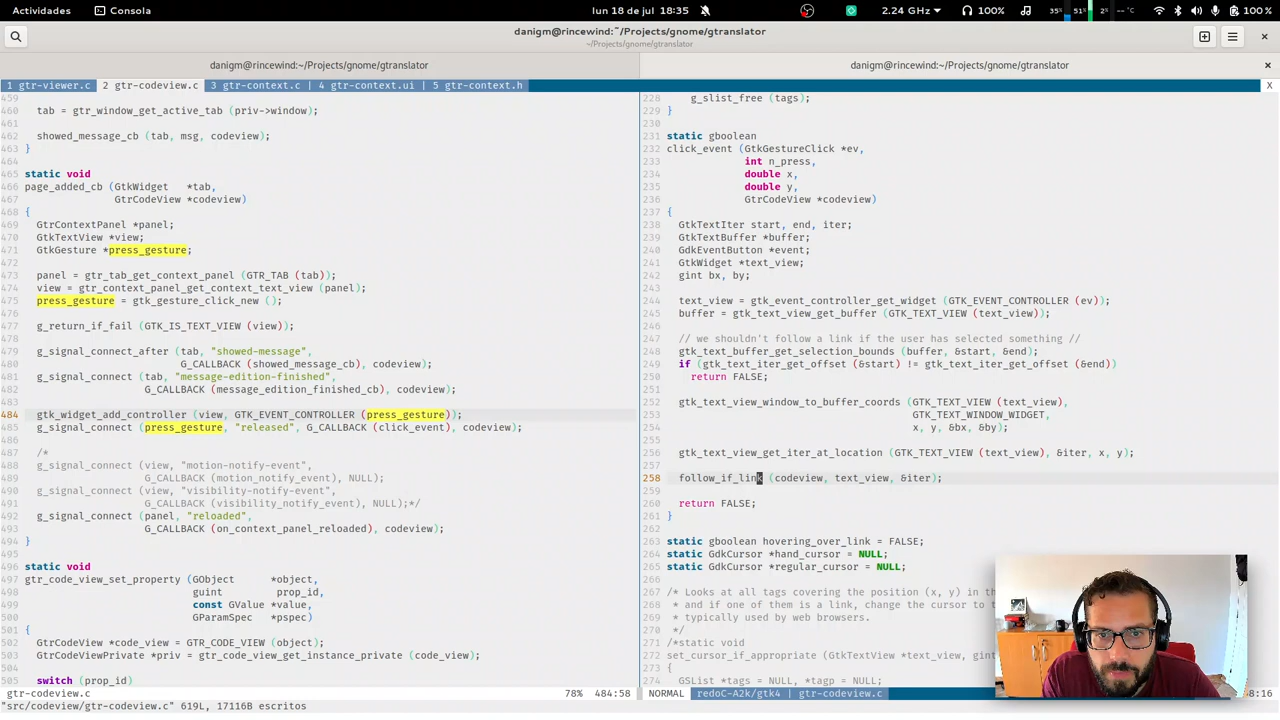 Actividades
Consola
lun 18 de jul  18:35
2.24 GHz
100%
35%
51%
2%
--°C
100 %
danigm@rincewind:~/Projects/gnome/gtranslator
~/Projects/gnome/gtranslator
danigm@rincewind:~/Projects/gnome/gtranslator
danigm@rincewind:~/Projects/gnome/gtranslator
1 gtr-viewer.c  2 gtr-codeview.c  3 gtr-context.c | 4 gtr-context.ui | 5 gtr-context.h
X
459
460   tab = gtr_window_get_active_tab (priv->window);
461
462   showed_message_cb (tab, msg, codeview);
463 }
464
465 static void
466 page_added_cb (GtkWidget   *tab,
467                GtrCodeView *codeview)
468 {
469   GtrContextPanel *panel;
470   GtkTextView *view;
471   GtkGesture *press_gesture;
472
473   panel = gtr_tab_get_context_panel (GTR_TAB (tab));
474   view = gtr_context_panel_get_context_text_view (panel);
475   press_gesture = gtk_gesture_click_new ();
476
477   g_return_if_fail (GTK_IS_TEXT_VIEW (view));
478
479   g_signal_connect_after (tab, "showed-message",
480                           G_CALLBACK (showed_message_cb), codeview);
481   g_signal_connect (tab, "message-edition-finished",
482                     G_CALLBACK (message_edition_finished_cb), codeview);
483
484   gtk_widget_add_controller (view, GTK_EVENT_CONTROLLER (press_gesture));
485   g_signal_connect (press_gesture, "released", G_CALLBACK (click_event), codeview);
486
487   /*
488   g_signal_connect (view, "motion-notify-event",
489                     G_CALLBACK (motion_notify_event), NULL);
490   g_signal_connect (view, "visibility-notify-event",
491                     G_CALLBACK (visibility_notify_event), NULL);*/
492   g_signal_connect (panel, "reloaded",
493                     G_CALLBACK (on_context_panel_reloaded), codeview);
494 }
495
496 static void
497 gtr_code_view_set_property (GObject      *object,
498                             guint         prop_id,
499                             const GValue *value,
500                             GParamSpec   *pspec)
501 {
502   GtrCodeView *code_view = GTR_CODE_VIEW (object);
503   GtrCodeViewPrivate *priv = gtr_code_view_get_instance_private (code_view);
504
505   switch (prop_id)
gtr-codeview.c
78%  484:58
"src/codeview/gtr-codeview.c" 619L, 17116B escritos
228     g_slist_free (tags);
229 }
230
231 static gboolean
232 click_event (GtkGestureClick *ev,
233              int n_press,
234              double x,
235              double y,
236              GtrCodeView *codeview)
237 {
238   GtkTextIter start, end, iter;
239   GtkTextBuffer *buffer;
240   GdkEventButton *event;
241   GtkWidget *text_view;
242   gint bx, by;
243
244   text_view = gtk_event_controller_get_widget (GTK_EVENT_CONTROLLER (ev));
245   buffer = gtk_text_view_get_buffer (GTK_TEXT_VIEW (text_view));
246
247   // we shouldn't follow a link if the user has selected something //
248   gtk_text_buffer_get_selection_bounds (buffer, &start, &end);
249   if (gtk_text_iter_get_offset (&start) != gtk_text_iter_get_offset (&end))
250     return FALSE;
251
252   gtk_text_view_window_to_buffer_coords (GTK_TEXT_VIEW (text_view),
253                                          GTK_TEXT_WINDOW_WIDGET,
254                                          x, y, &bx, &by);
255
256   gtk_text_view_get_iter_at_location (GTK_TEXT_VIEW (text_view), &iter, x, y);
257
258   follow_if_link (codeview, text_view, &iter);
259
260   return FALSE;
261 }
262
263 static gboolean hovering_over_link = FALSE;
264 static GdkCursor *hand_cursor = NULL;
265 static GdkCursor *regular_cursor = NULL;
266
267 /* Looks at all tags covering the position (x, y) in th
268  * and if one of them is a link, change the cursor to t
269  * typically used by web browsers.
270  */
271 /*static void
272 set_cursor_if_appropriate (GtkTextView *text_view, gint
273 {
274   GSList *tags = NULL, *tagp = NULL;
NORMAL  redoC-A2k/gtk4 | gtr-codeview.c
8:16